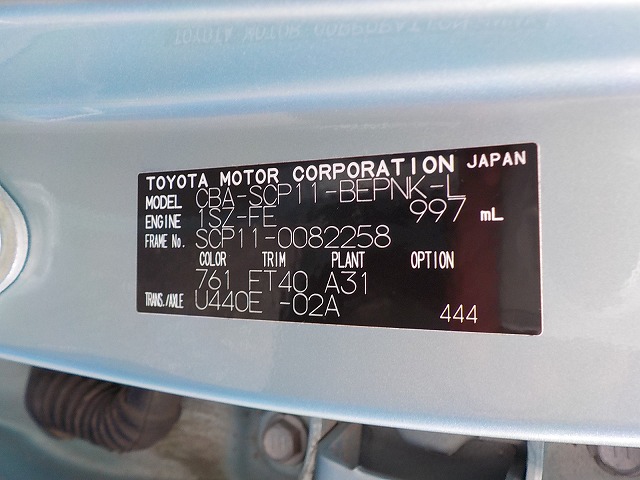 TOYOTA MOTOR CORPORATION JAPAN
MODEL CBA-SCP11-BEPNK-L
ENGINE 1SZ-FE 997 mL
FRAME No. SCP11-0082258
COLOR TRIM PLANT OPTION
761 FT40 A31
TRANS./AXLE U440E -02A
444